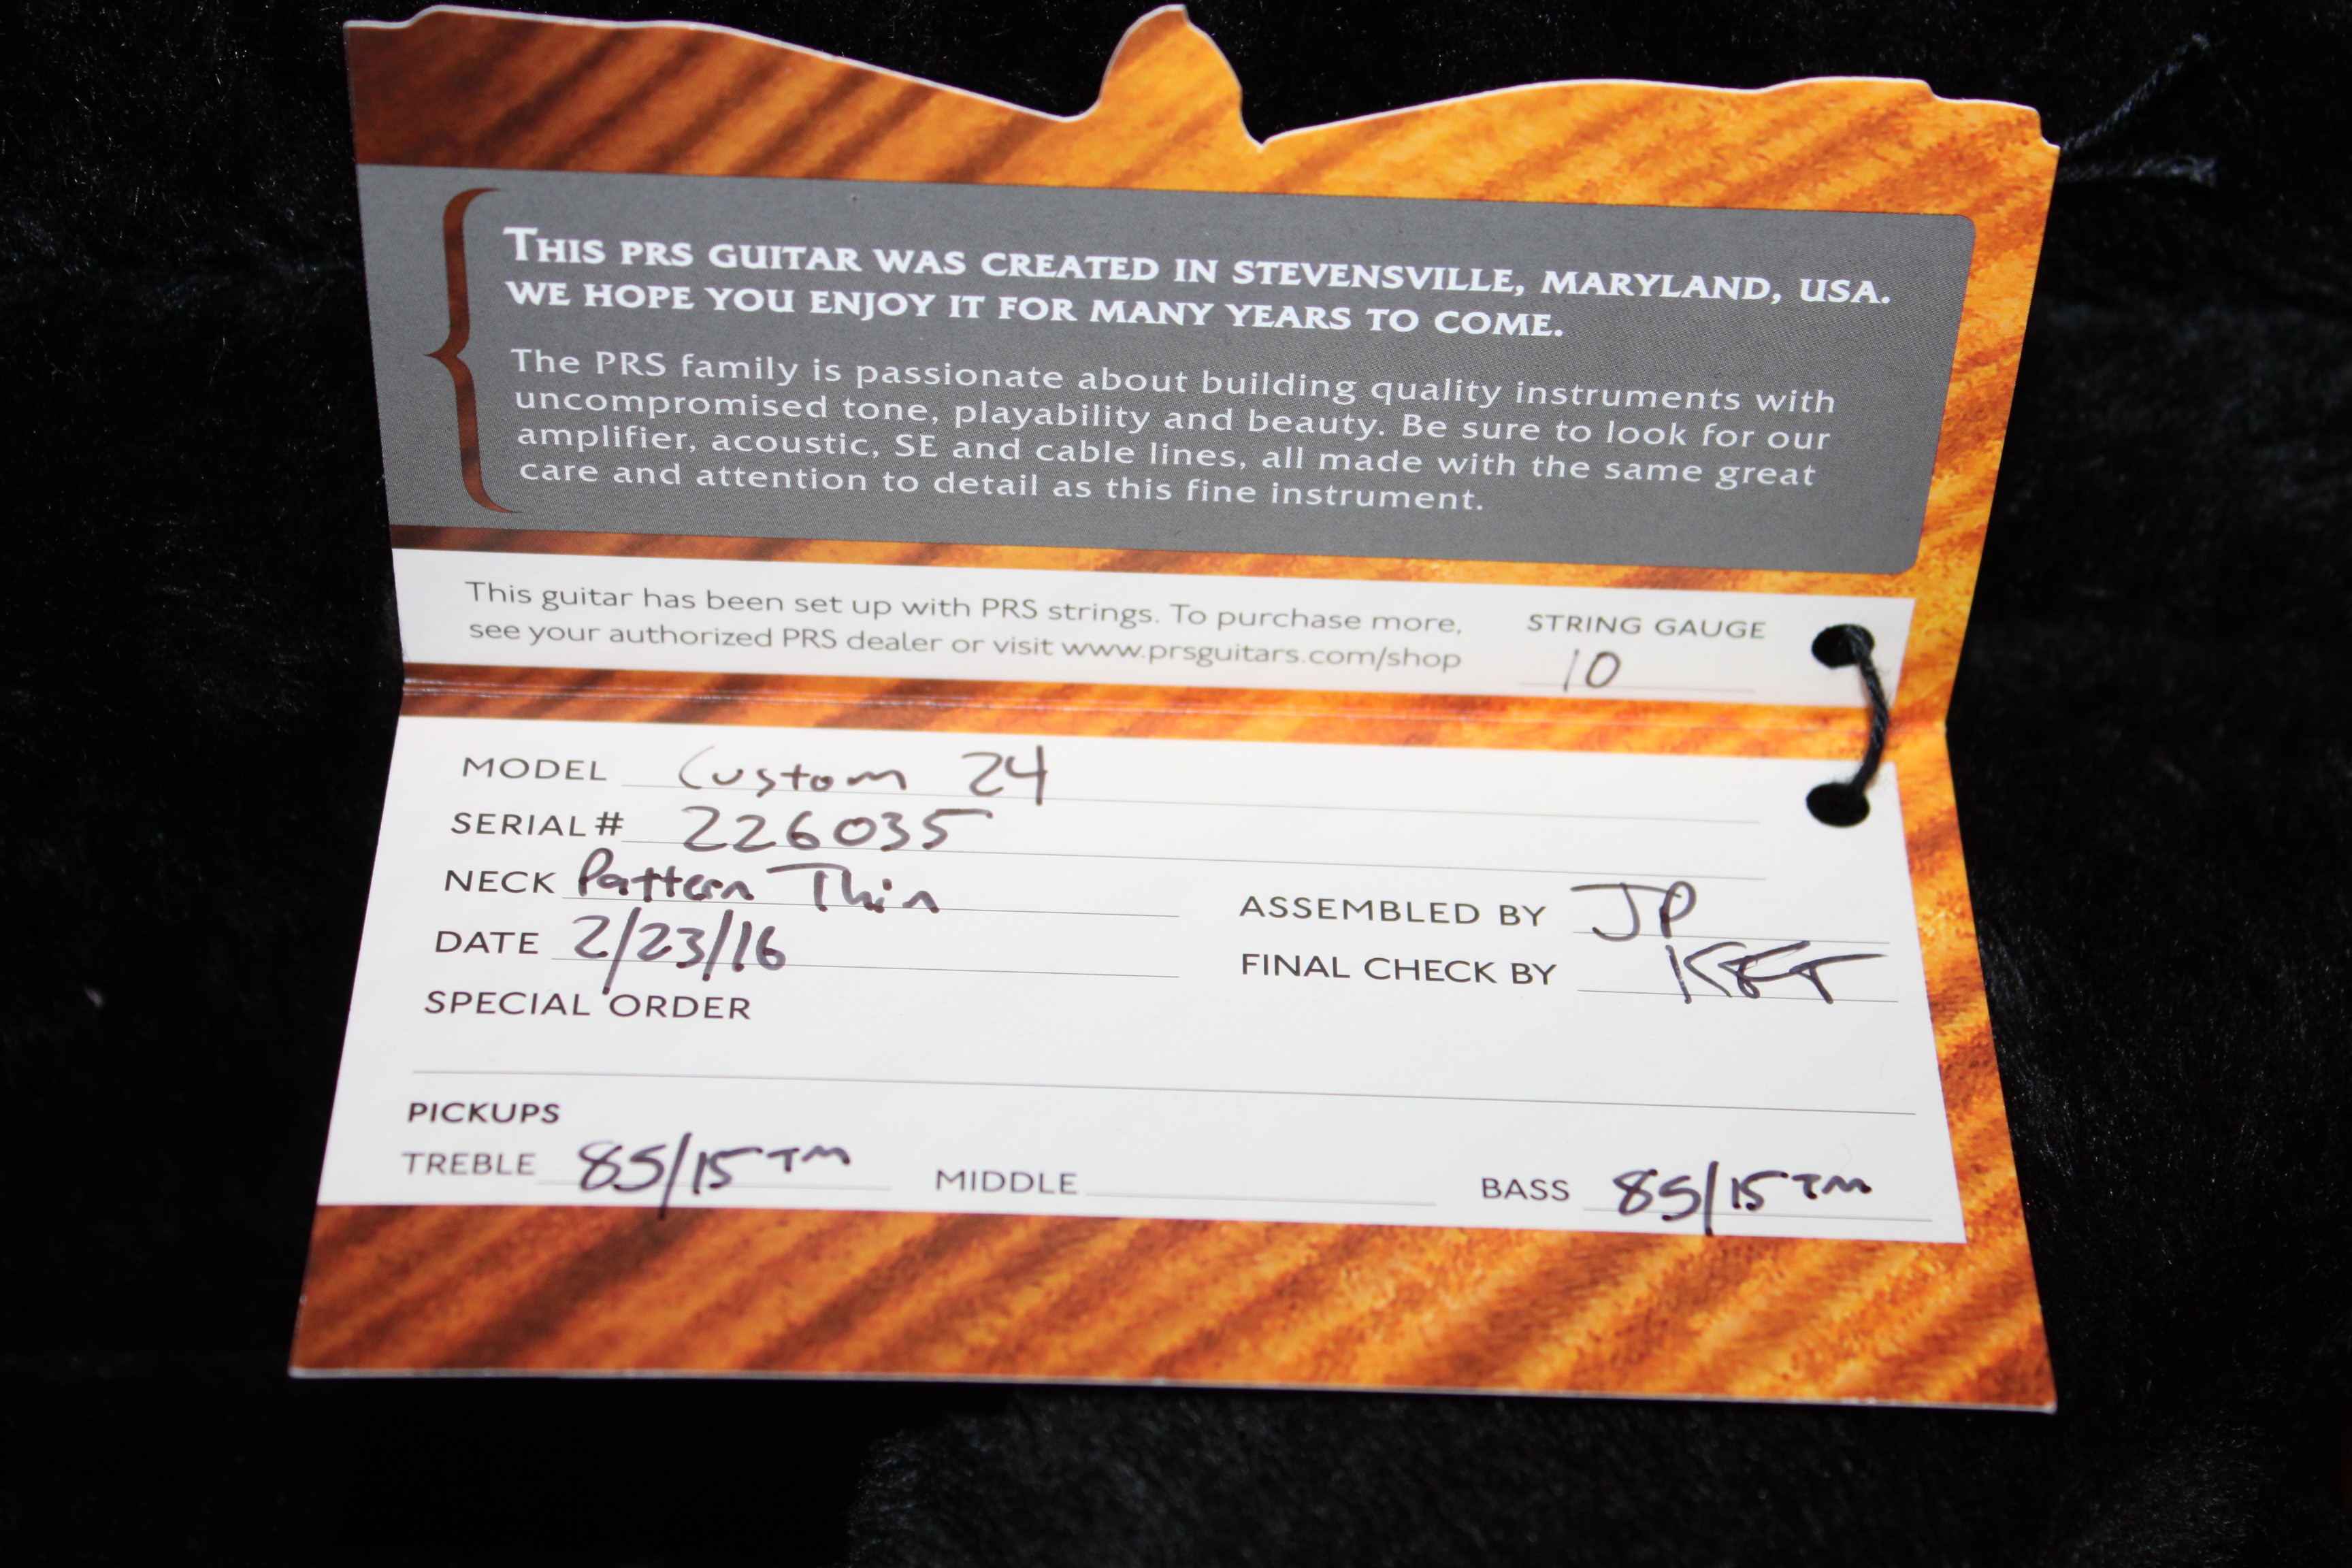 THIS PRS GUITAR WAS CREATED IN STEVENSVILLE, MARYLAND, USA.
WE HOPE YOU ENJOY IT FOR MANY YEARS TO COME.
The PRS family is passionate about building quality instruments with
uncompromised tone, playability and beauty. Be sure to look for our
amplifier, acoustic, SE and cable lines, all made with the same great
care and attention to detail as this fine instrument.
This guitar has been set up with PRS strings. To purchase more,
see your authorized PRS dealer or visit www.prsguitars.com/shop
STRING GAUGE
10
MODEL Custom 24
SERIAL# 226035
NECK Pattern Thin
ASSEMBLED BY JP
DATE 2/23/16
FINAL CHECK BY
SPECIAL ORDER
PICKUPS
TREBLE 85/15 TM MIDDLE BASS 85/15 TM